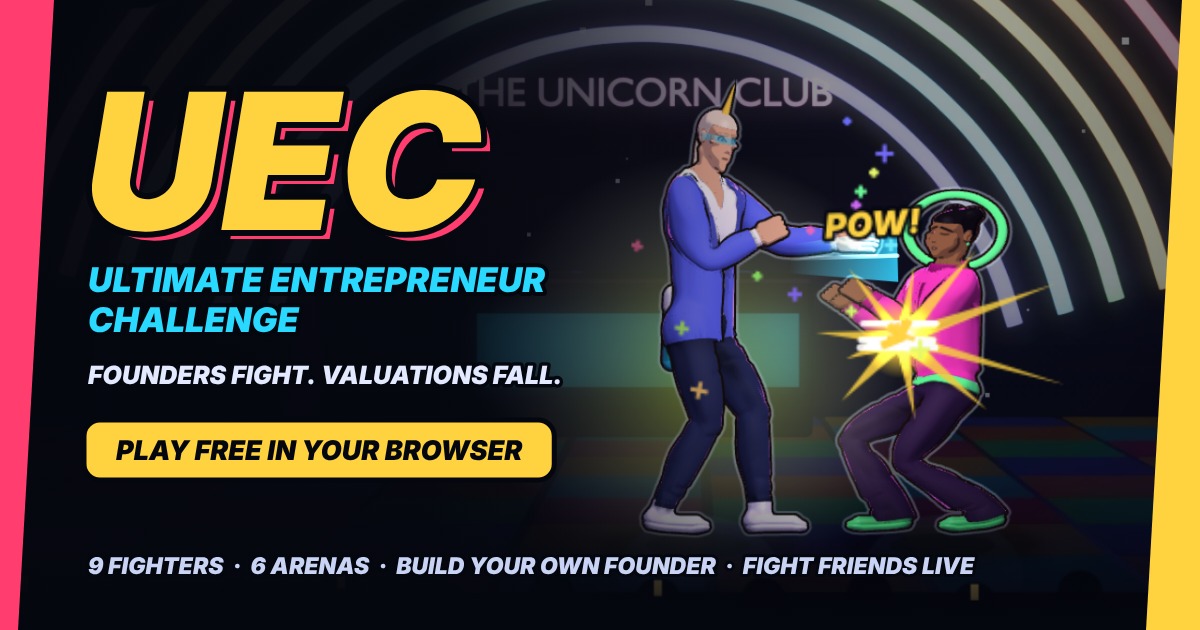 THE UNICORN CLUB
UEC
POW!
ULTIMATE ENTREPRENEUR
CHALLENGE
FOUNDERS FIGHT. VALUATIONS FALL.
PLAY FREE IN YOUR BROWSER
9 FIGHTERS · 6 ARENAS · BUILD YOUR OWN FOUNDER · FIGHT FRIENDS LIVE